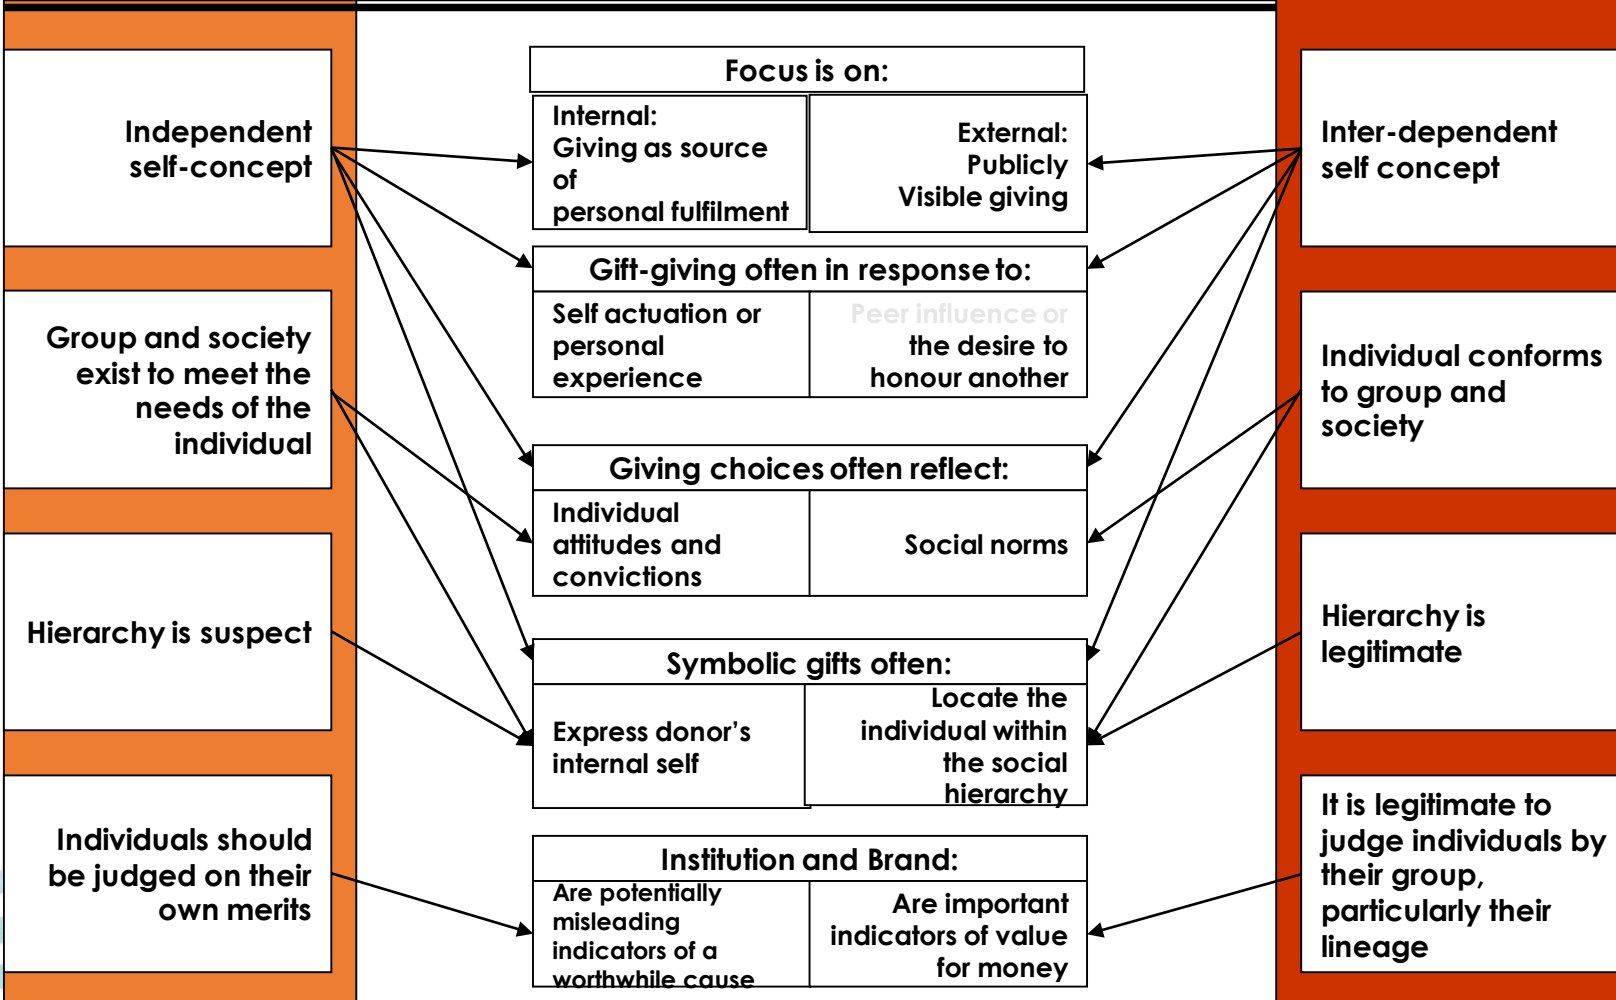 Independent
self-concept
Group and society
exist to meet the
needs of the
individual
Hierarchy is suspect
Individuals should
be judged on their
own merits
Focus is on:
Internal:
Giving as source
of
personal fulfilment
External:
Publicly
Visible giving
Gift-giving often in response to:
Self actuation or
personal
experience
Peer influence or
the desire to
honour another
Giving choices often reflect:
Individual
attitudes and
convictions
Social norms
Symbolic gifts often:
Express donor’s
internal self
Locate the
individual within
the social
hierarchy
Institution and Brand:
Are potentially
misleading
indicators of a
worthwhile cause
Are important
indicators of value
for money
Inter-dependent
self concept
Individual conforms
to group and
society
Hierarchy is
legitimate
It is legitimate to
judge individuals by
their group,
particularly their
lineage